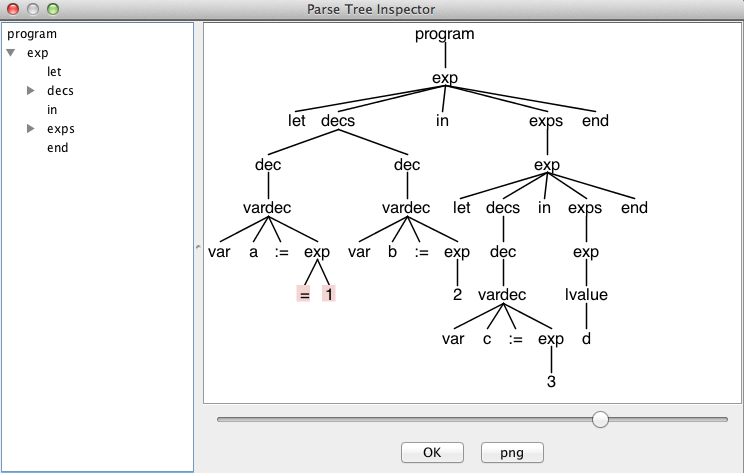 Parse Tree Inspector
program
exp
let
decs
in
exps
end
program
exp
let decs in exps end
dec dec exp
vardec vardec let decs in exps end
var a := exp var b := exp dec exp
= 1 2 vardec lvalue
var c := exp d
3
OK png